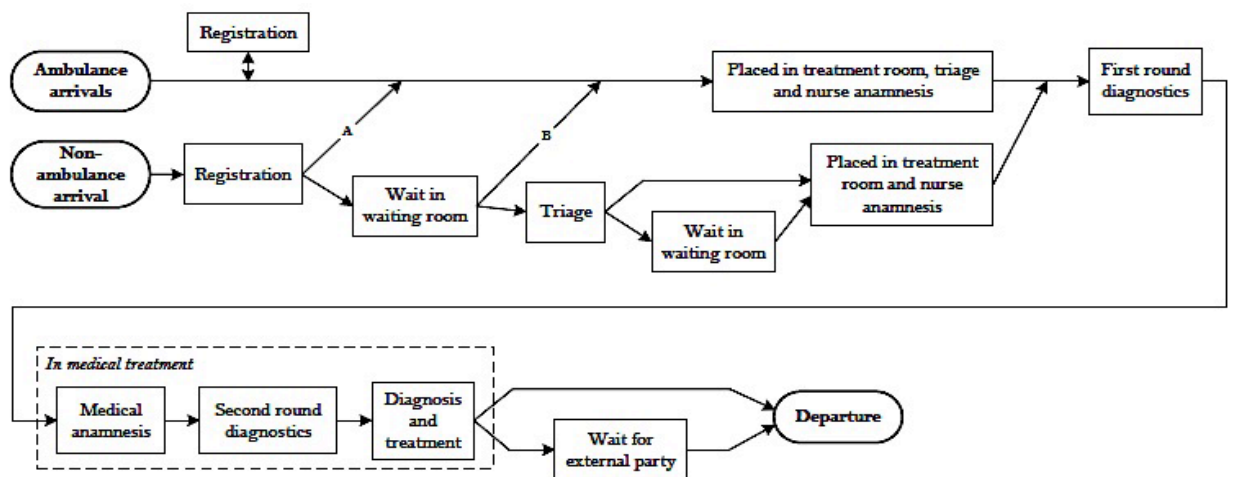 Registration
Ambulance
arrivals
Placed in treatment room, triage
and nurse anamnesis
First round
diagnostics
A
B
Non-
ambulance
arrival
Registration
Wait in
waiting room
Triage
Placed in treatment
room and nurse
anamnesis
Wait in
waiting room
In medical treatment
Medical
anamnesis
Second round
diagnostics
Diagnosis
and
treatment
Departure
Wait for
external party